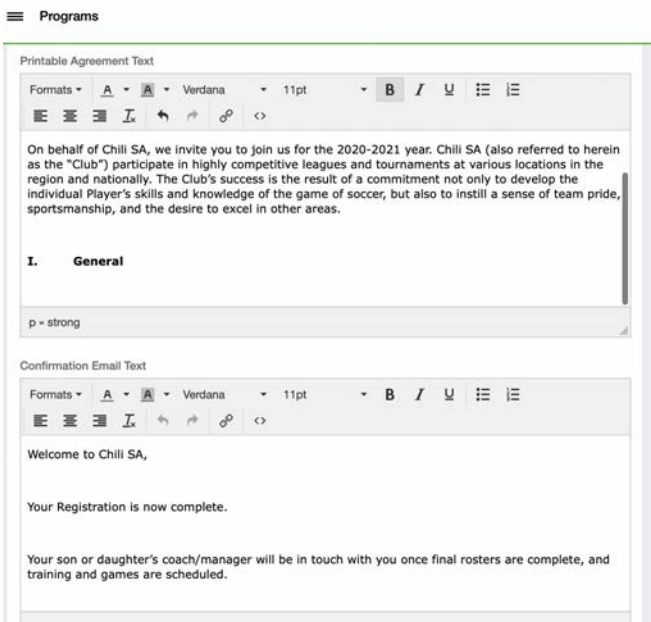 Programs
Printable Agreement Text
Formats A A Verdana 11pt B I U
On behalf of Chili SA, we invite you to join us for the 2020-2021 year. Chili SA (also referred to herein
as the “Club”) participate in highly competitive leagues and tournaments at various locations in the
region and nationally. The Club’s success is the result of a commitment not only to develop the
individual Player’s skills and knowledge of the game of soccer, but also to instill a sense of team pride,
sportsmanship, and the desire to excel in other areas.
I. General
p » strong
Confirmation Email Text
Formats A A Verdana 11pt B I U
Welcome to Chili SA,
Your Registration is now complete.
Your son or daughter’s coach/manager will be in touch with you once final rosters are complete, and
training and games are scheduled.